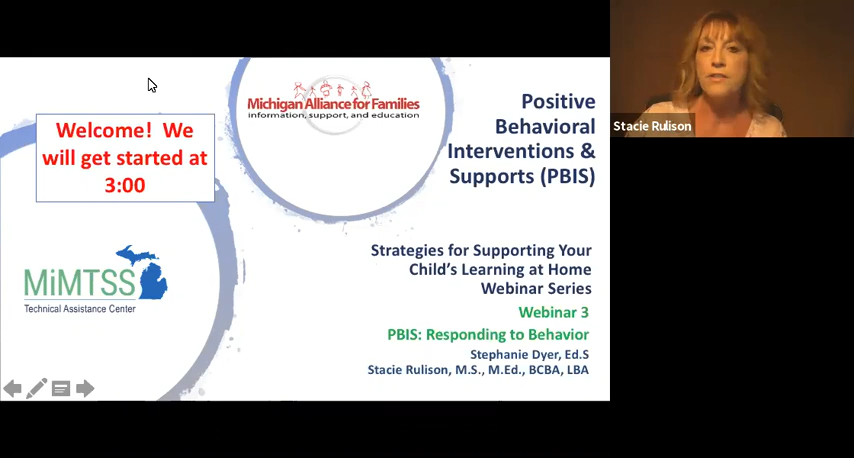 Welcome!  We
will get started at
3:00
Michigan Alliance for Families
information, support, and education
Positive
Behavioral
Interventions &
Supports (PBIS)
MiMTSS
Technical Assistance Center
Strategies for Supporting Your
Child's Learning at Home
Webinar Series
Webinar 3
PBIS: Responding to Behavior
Stephanie Dyer, Ed.S
Stacie Rulison, M.S., M.Ed., BCBA, LBA
Stacie Rulison